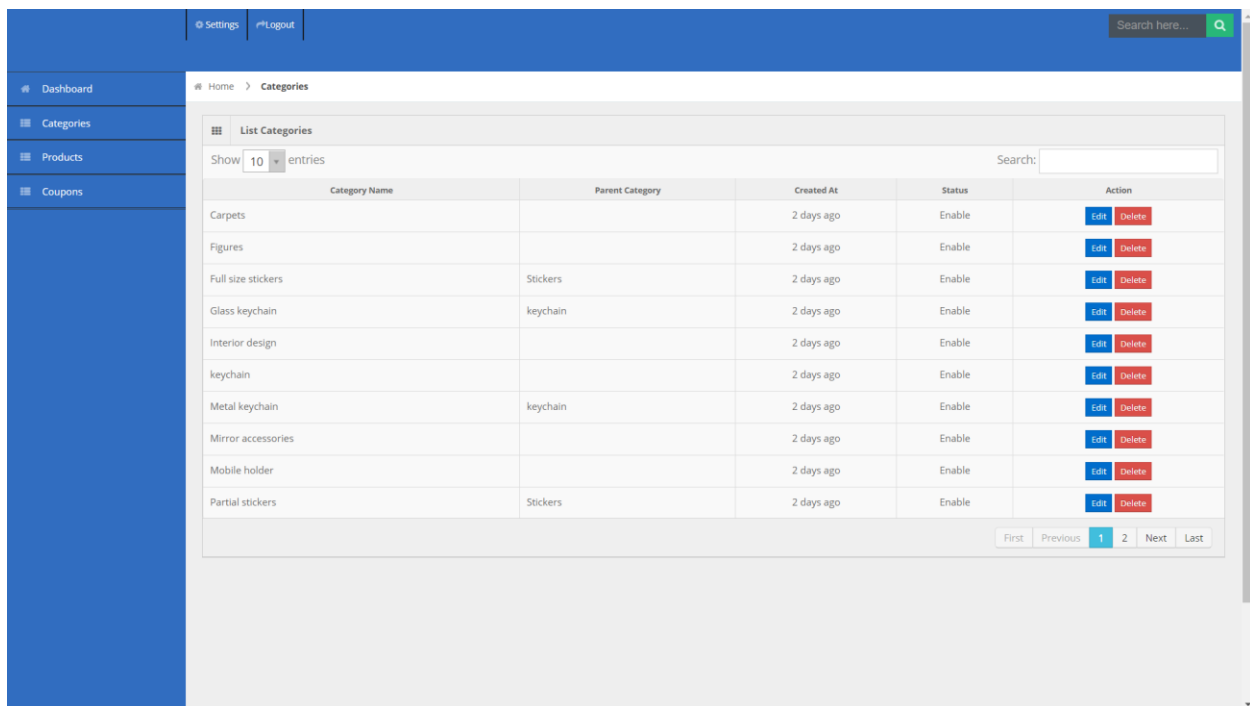 Settings Logout Search here...
Dashboard Home > Categories
Categories List Categories
Products Show 10 entries Search:
Coupons Category Name Parent Category Created At Status Action
Carpets 2 days ago Enable Edit Delete
Figures 2 days ago Enable Edit Delete
Full size stickers Stickers 2 days ago Enable Edit Delete
Glass keychain keychain 2 days ago Enable Edit Delete
Interior design 2 days ago Enable Edit Delete
keychain 2 days ago Enable Edit Delete
Metal keychain keychain 2 days ago Enable Edit Delete
Mirror accessories 2 days ago Enable Edit Delete
Mobile holder 2 days ago Enable Edit Delete
Partial stickers Stickers 2 days ago Enable Edit Delete
First Previous 1 2 Next Last